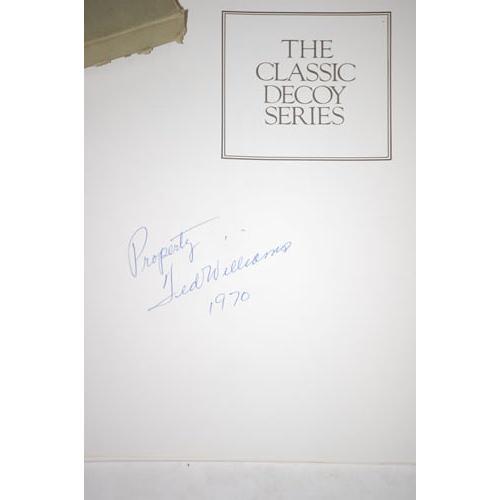 THE
CLASSIC
DECOY
SERIES
Property
Ted Williams
1970